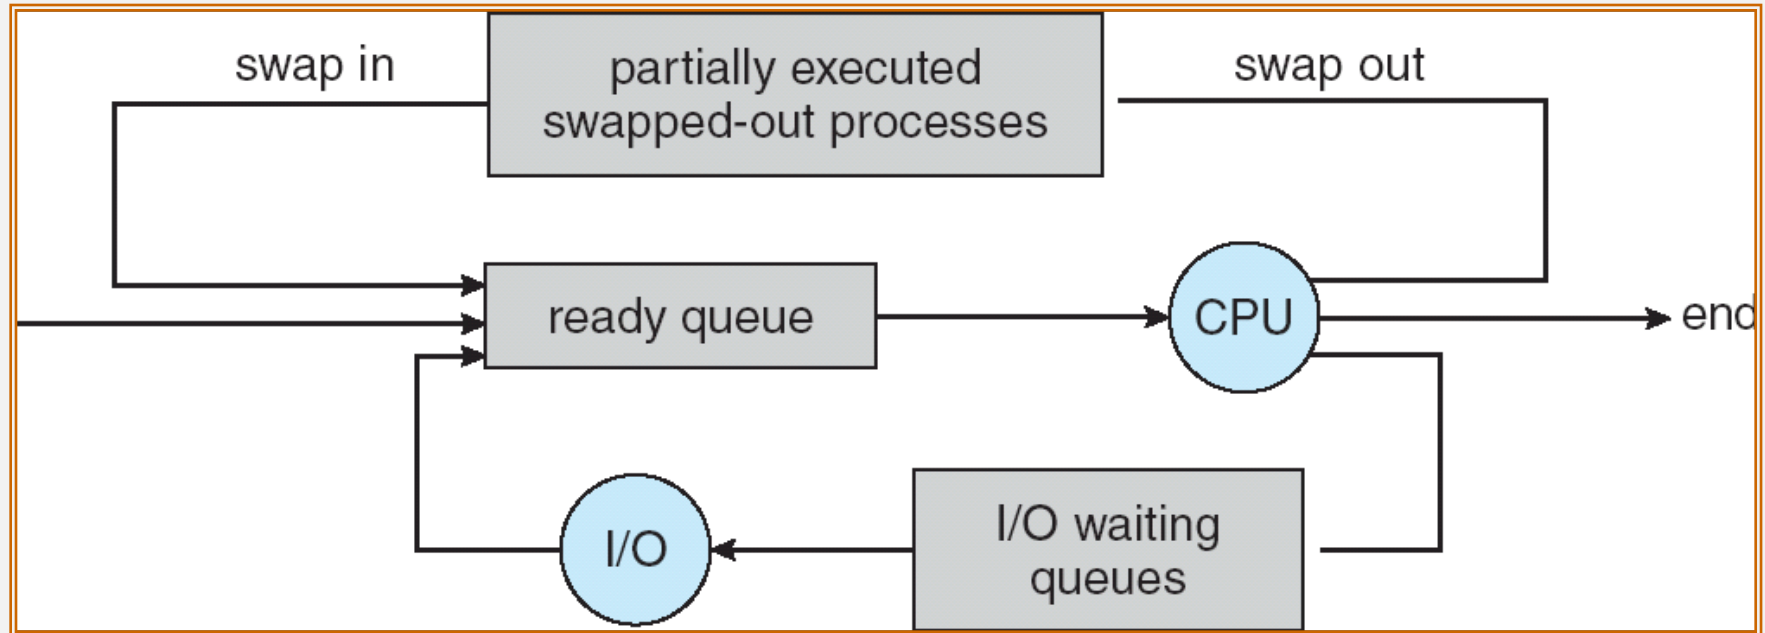 swap in
partially executed
swapped-out processes
swap out
ready queue
CPU
end
I/O
I/O waiting
queues